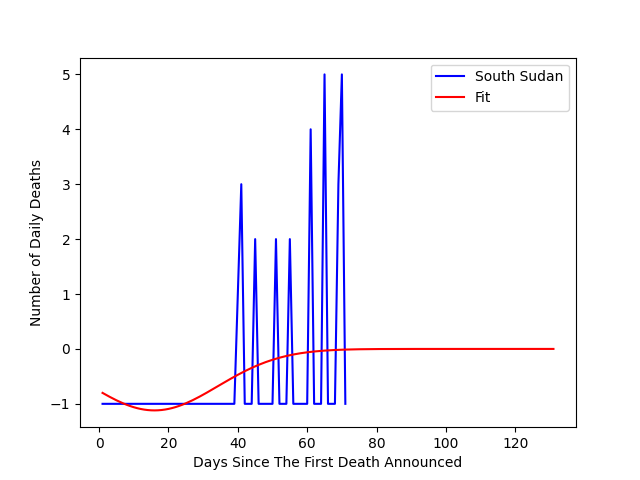 South Sudan
Fit
5
4
3
2
1
0
−1
Number of Daily Deaths
0 20 40 60 80 100 120
Days Since The First Death Announced